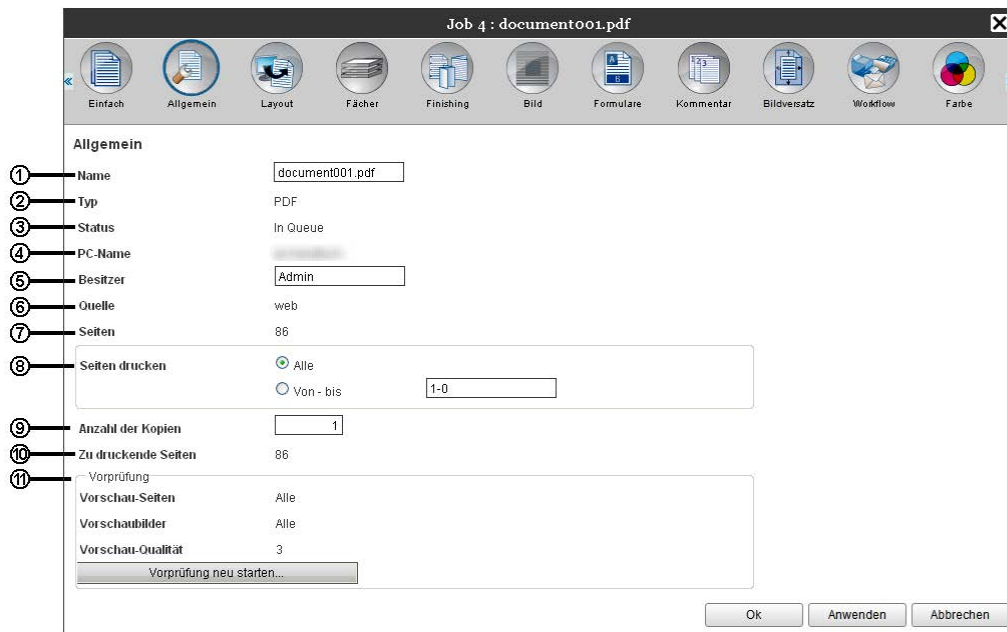 Job 4 : document001.pdf
«
Einfach Allgemein Layout Fächer Finishing Bild Formulare Kommentar Bildversatz Workflow Farbe
Allgemein
① Name document001.pdf
② Typ PDF
③ Status In Queue
④ PC-Name
⑤ Besitzer Admin
⑥ Quelle web
⑦ Seiten 86
⑧ Seiten drucken Alle
Von - bis 1-0
⑨ Anzahl der Kopien 1
⑩ Zu druckende Seiten 86
⑪ Vorprüfung
Vorschau-Seiten Alle
Vorschaubilder Alle
Vorschau-Qualität 3
Vorprüfung neu starten...
Ok Anwenden Abbrechen